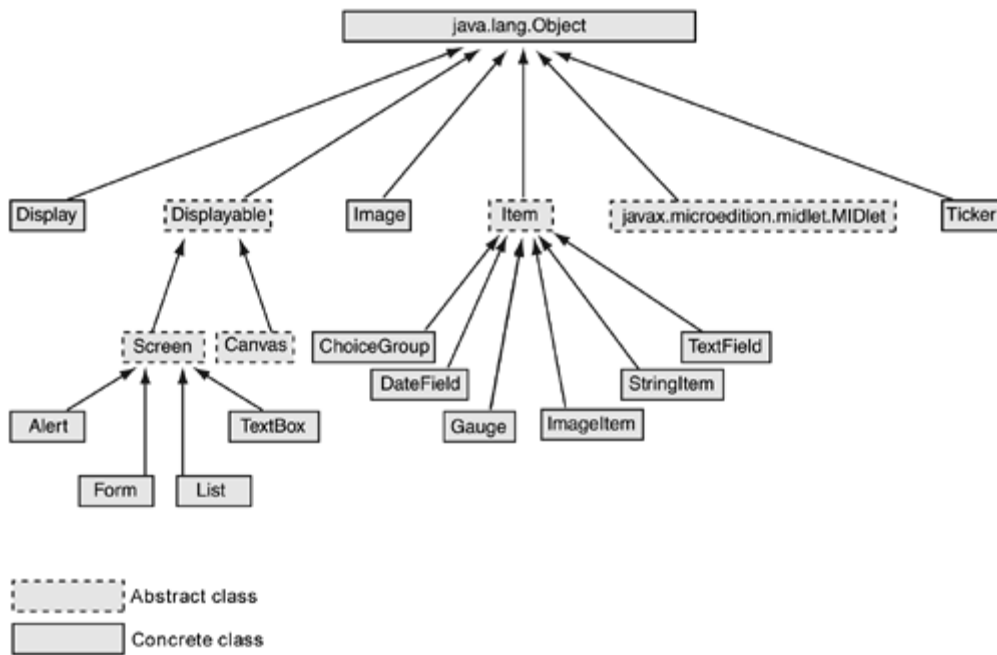 java.lang.Object
Display
Displayable
Image
Item
javax.microedition.midlet.MIDlet
Ticker
Screen
Canvas
ChoiceGroup
TextField
DateField
StringItem
Alert
TextBox
Gauge
ImageItem
Form
List
Abstract class
Concrete class